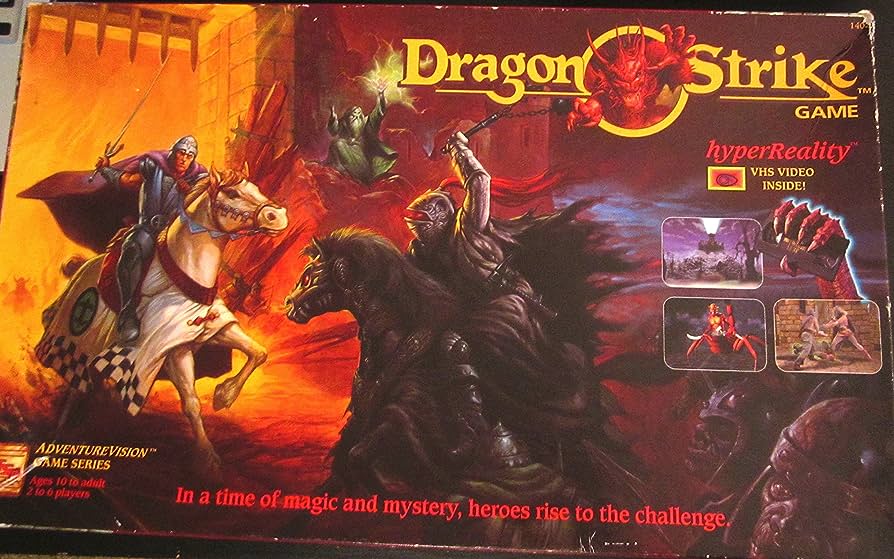 Dragon Strike™
GAME
hyperReality™
VHS VIDEO
INSIDE!
ADVENTUREVISION™
GAME SERIES
Ages 10 to adult
2 to 6 players
In a time of magic and mystery, heroes rise to the challenge.